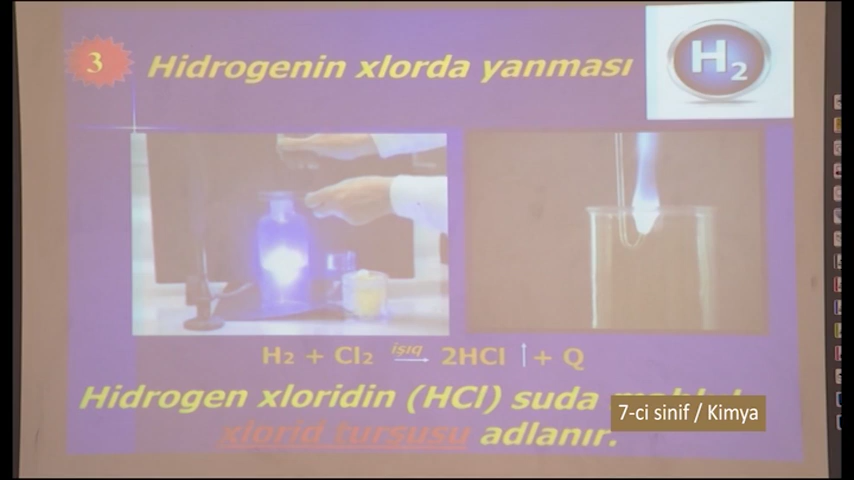 3
Hidrogenin xlorda yanması
H₂
işıq
H₂ + Cl₂ → 2HCl ↑ + Q
Hidrogen xloridin (HCl) suda
xlorid turşusu adlanır.
7-ci sinif / Kimya